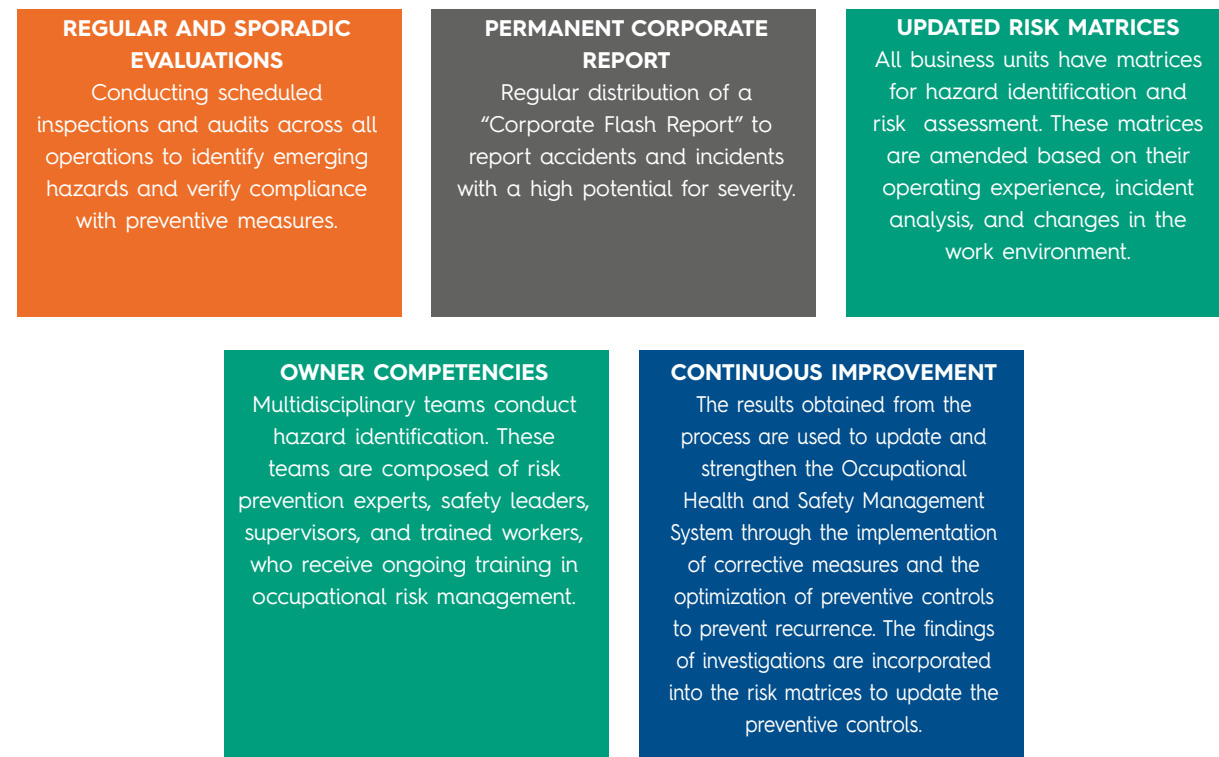 REGULAR AND SPORADIC
EVALUATIONS
Conducting scheduled
inspections and audits across all
operations to identify emerging
hazards and verify compliance
with preventive measures.
PERMANENT CORPORATE
REPORT
Regular distribution of a
“Corporate Flash Report” to
report accidents and incidents
with a high potential for severity.
UPDATED RISK MATRICES
All business units have matrices
for hazard identification and
risk assessment. These matrices
are amended based on their
operating experience, incident
analysis, and changes in the
work environment.
OWNER COMPETENCIES
Multidisciplinary teams conduct
hazard identification. These
teams are composed of risk
prevention experts, safety leaders,
supervisors, and trained workers,
who receive ongoing training in
occupational risk management.
CONTINUOUS IMPROVEMENT
The results obtained from the
process are used to update and
strengthen the Occupational
Health and Safety Management
System through the implementation
of corrective measures and the
optimization of preventive controls
to prevent recurrence. The findings
of investigations are incorporated
into the risk matrices to update the
preventive controls.